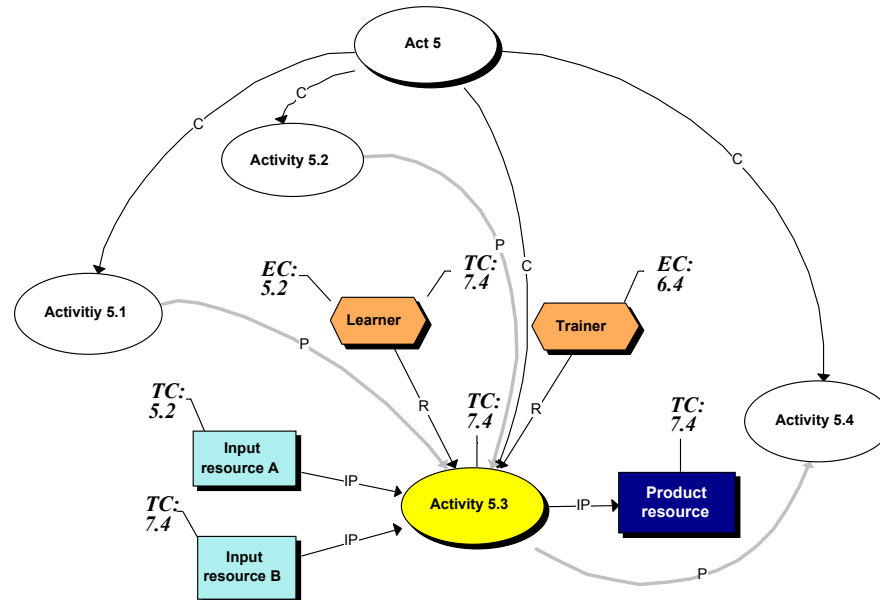 Act 5
C
C
Activity 5.2
C
P
C
EC:
5.2
TC:
7.4
EC:
6.4
Activitiy 5.1
Learner
Trainer
P
TC:
5.2
R
TC:
7.4
R
TC:
7.4
Activity 5.4
Input
resource A
IP
Activity 5.3
IP
Product
resource
TC:
7.4
IP
Input
resource B
P